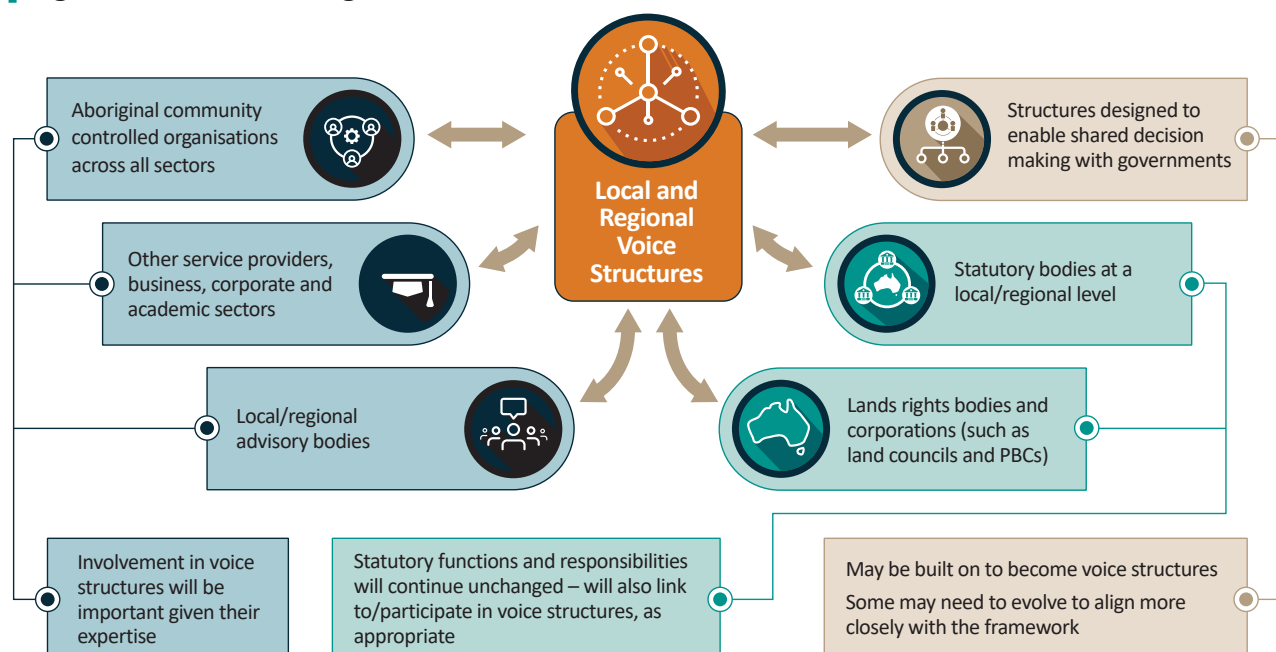 Local and
Regional
Voice
Structures
Aboriginal community
controlled organisations
across all sectors
Other service providers,
business, corporate and
academic sectors
Local/regional
advisory bodies
Structures designed to
enable shared decision
making with governments
Statutory bodies at a
local/regional level
Lands rights bodies and
corporations (such as
land councils and PBCs)
Involvement in voice
structures will be
important given their
expertise
Statutory functions and responsibilities
will continue unchanged – will also link
to/participate in voice structures, as
appropriate
May be built on to become voice structures
Some may need to evolve to align more
closely with the framework